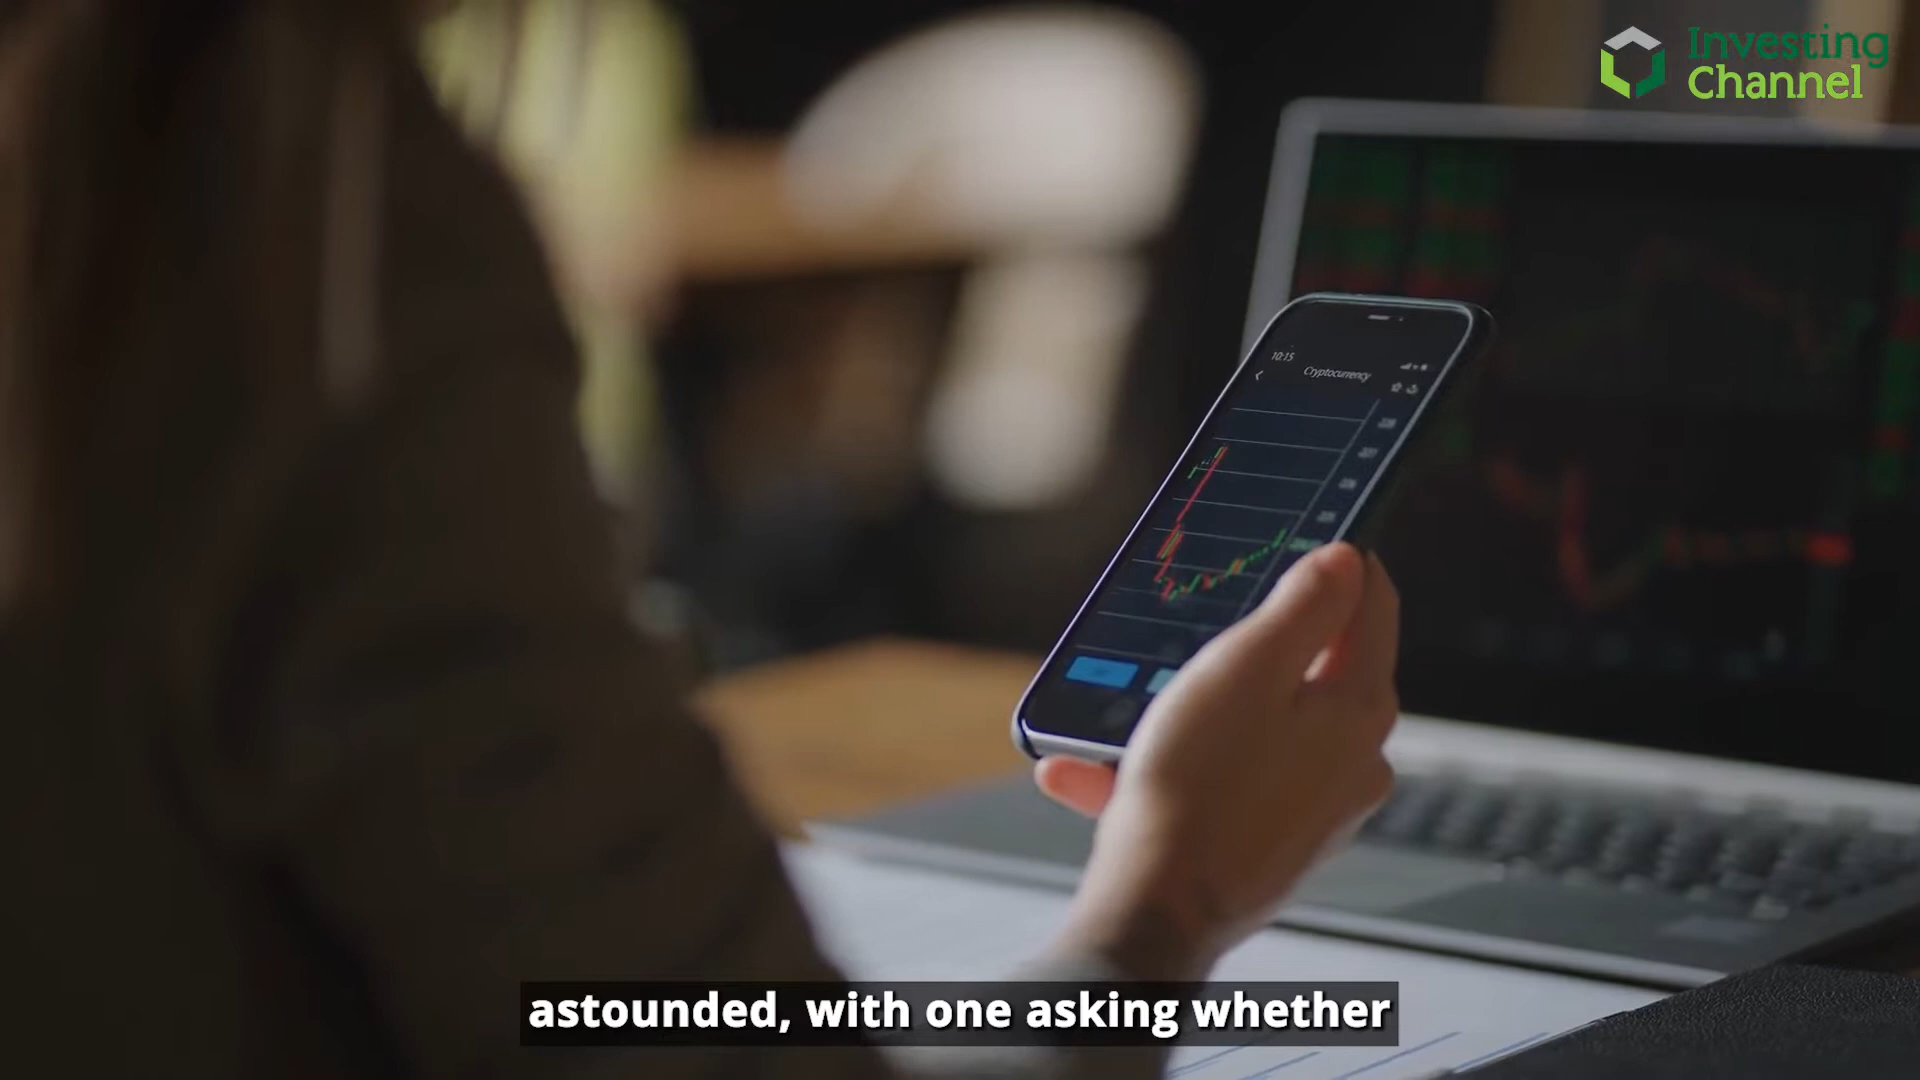 Investing
Channel
10:15
Cryptocurrency
astounded, with one asking whether